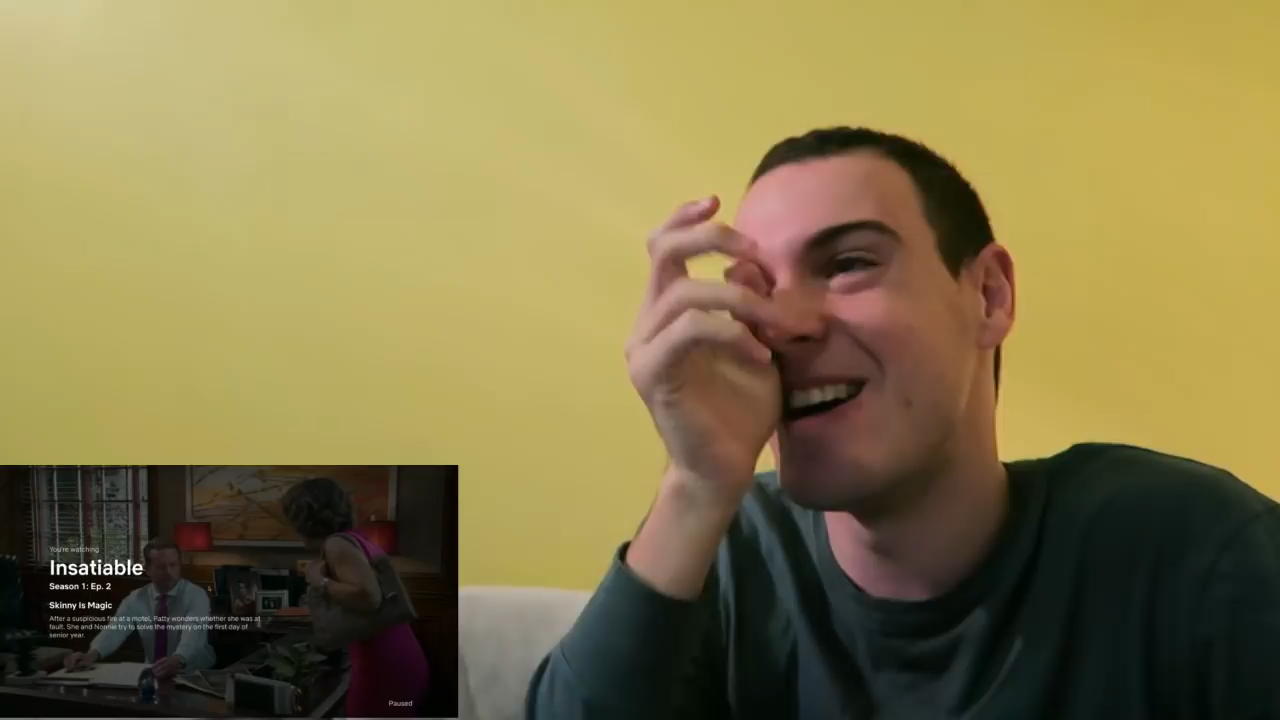 You're watching
Insatiable
Season 1: Ep. 2
Skinny Is Magic
After a suspicious fire at a motel, Patty wonders whether she was at
fault. She and Nonnie try to solve the mystery on the first day of
senior year.
Paused